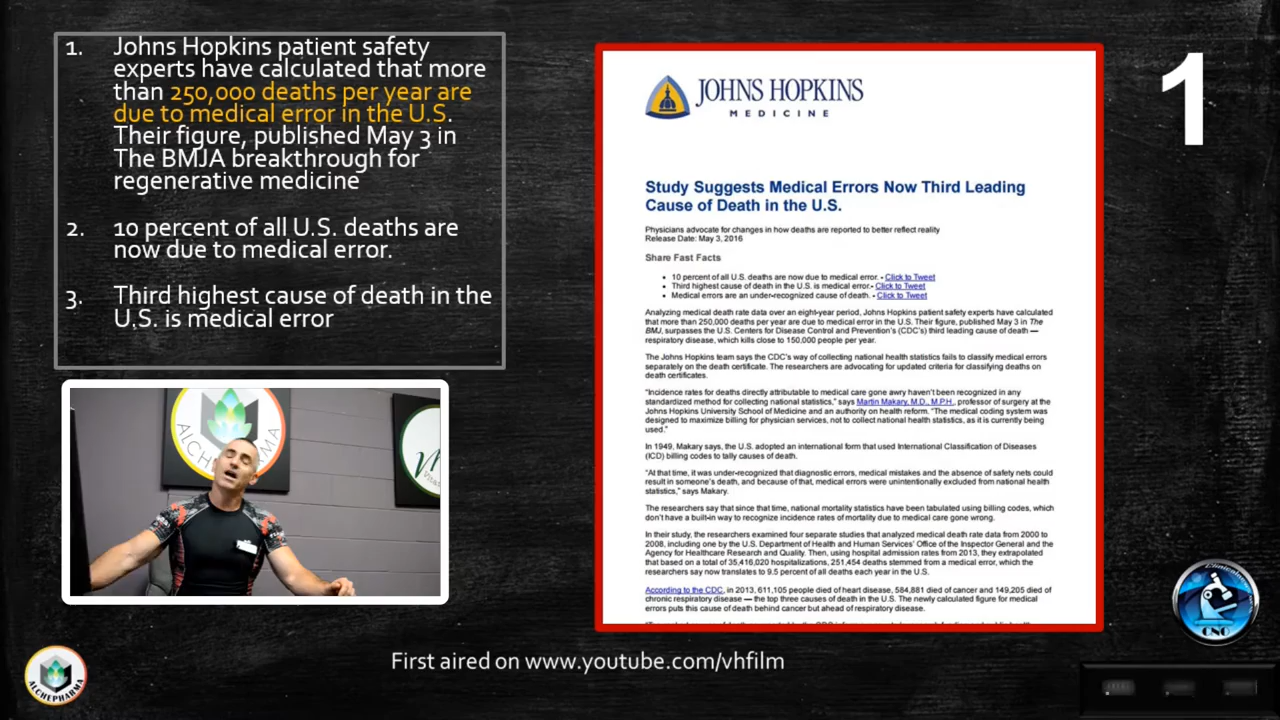 1. Johns Hopkins patient safety
experts have calculated that more
than 250,000 deaths per year are
due to medical error in the U.S.
Their figure, published May 3 in
The BMJA breakthrough for
regenerative medicine
2. 10 percent of all U.S. deaths are
now due to medical error.
3. Third highest cause of death in the
U.S. is medical error
JOHNS HOPKINS
MEDICINE
1
Study Suggests Medical Errors Now Third Leading
Cause of Death in the U.S.
Physicians advocate for changes in how deaths are reported to better reflect reality
Release Date: May 3, 2016
Share Fast Facts
• 10 percent of all U.S. deaths are now due to medical error. - Click to Tweet
• Third highest cause of death in the U.S. is medical error.- Click to Tweet
• Medical errors are an under-recognized cause of death. - Click to Tweet
Analyzing medical death rate data over an eight-year period, Johns Hopkins patient safety experts have calculated
that more than 250,000 deaths per year are due to medical error in the U.S. Their figure, published May 3 in The
BMJ, surpasses the U.S. Centers for Disease Control and Prevention's (CDC's) third leading cause of death —
respiratory disease, which kills close to 150,000 people per year.
The Johns Hopkins team says the CDC's way of collecting national health statistics fails to classify medical errors
separately on the death certificate. The researchers are advocating for updated criteria for classifying deaths on
death certificates.
"Incidence rates for deaths directly attributable to medical care gone awry haven't been recognized in any
standardized method for collecting national statistics," says Martin Makary, M.D., M.P.H., professor of surgery at the
Johns Hopkins University School of Medicine and an authority on health reform. "The medical coding system was
designed to maximize billing for physician services, not to collect national health statistics, as it is currently being
used."
In 1949, Makary says, the U.S. adopted an international form that used International Classification of Diseases
(ICD) billing codes to tally causes of death.
"At that time, it was under-recognized that diagnostic errors, medical mistakes and the absence of safety nets could
result in someone's death, and because of that, medical errors were unintentionally excluded from national health
statistics," says Makary.
The researchers say that since that time, national mortality statistics have been tabulated using billing codes, which
don't have a built-in way to recognize incidence rates of mortality due to medical care gone wrong.
In their study, the researchers examined four separate studies that analyzed medical death rate data from 2000 to
2008, including one by the U.S. Department of Health and Human Services' Office of the Inspector General and the
Agency for Healthcare Research and Quality. Then, using hospital admission rates from 2013, they extrapolated
that based on a total of 35,416,020 hospitalizations, 251,454 deaths stemmed from a medical error, which the
researchers say now translates to 9.5 percent of all deaths each year in the U.S.
According to the CDC, in 2013, 611,105 people died of heart disease, 584,881 died of cancer and 149,205 died of
chronic respiratory disease — the top three causes of death in the U.S. The newly calculated figure for medical
errors puts this cause of death behind cancer but ahead of respiratory disease.
ALCHEPHARMA
ALCHEPHARMA
CNO
First aired on www.youtube.com/vhfilm